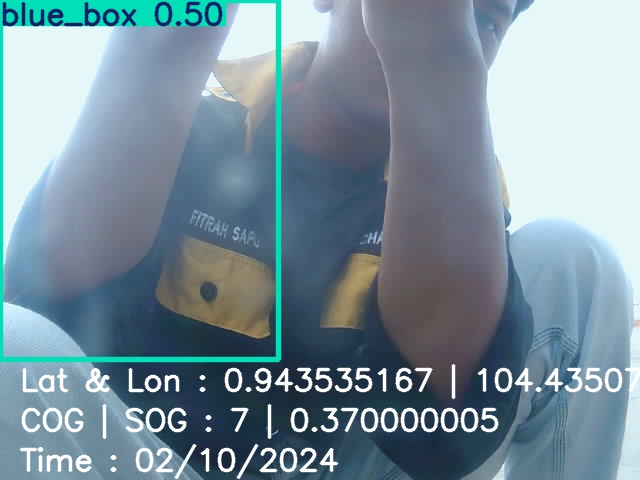 blue_box 0.50
FITRAH
Lat & Lon : 0.943535167 | 104.43507
COG | SOG : 7 | 0.370000005
Time : 02/10/2024